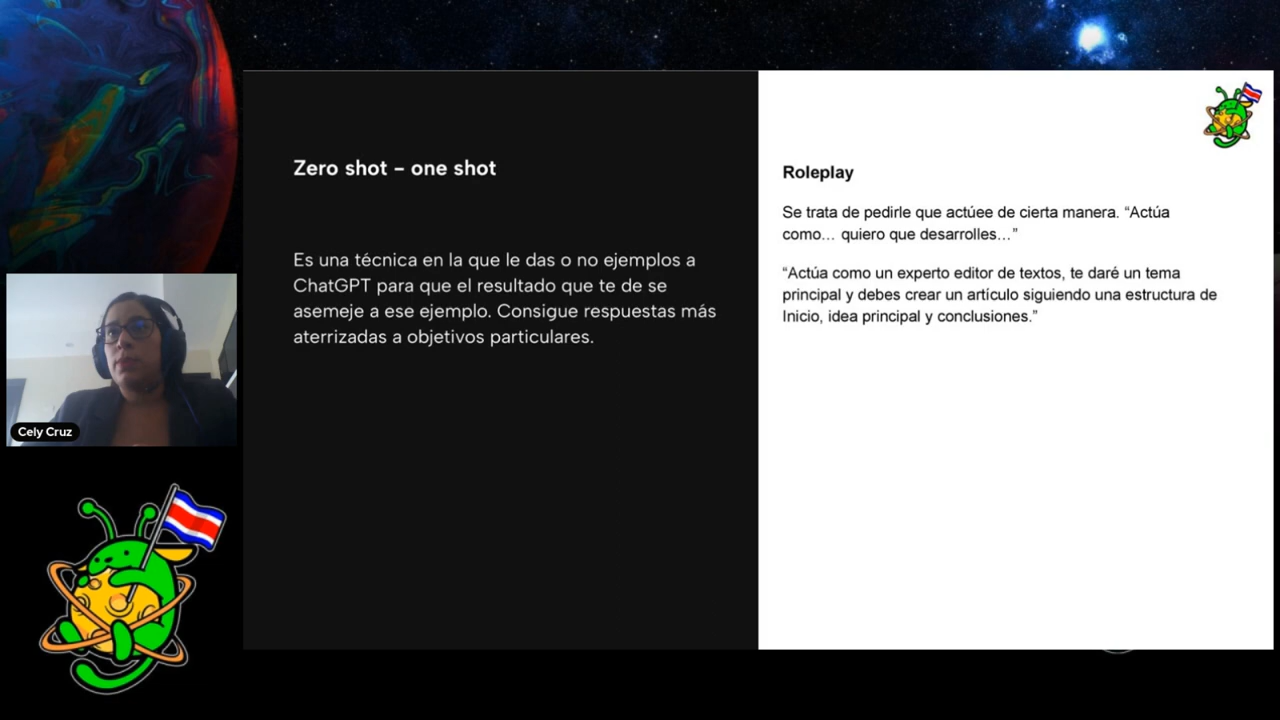 Zero shot – one shot
Es una técnica en la que le das o no ejemplos a
ChatGPT para que el resultado que te de se
asemeje a ese ejemplo. Consigue respuestas más
aterrizadas a objetivos particulares.
Roleplay
Se trata de pedirle que actúee de cierta manera. “Actúa
como... quiero que desarrolles...”
“Actúa como un experto editor de textos, te daré un tema
principal y debes crear un artículo siguiendo una estructura de
Inicio, idea principal y conclusiones.”
Cely Cruz